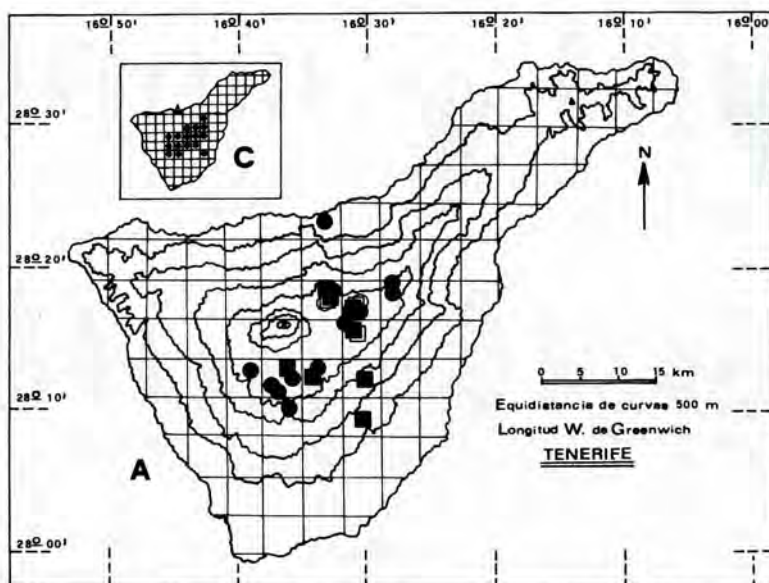 16º 50' 16º 40' 16º 30' 16º 20' 16º 10' 16º 00'
C
28º 30'
N
28º 20'
0 5 10 15 km
28º 10'
Equidistancia de curvas 500 m
Longitud W. de Greenwich
TENERIFE
A
28º 00'